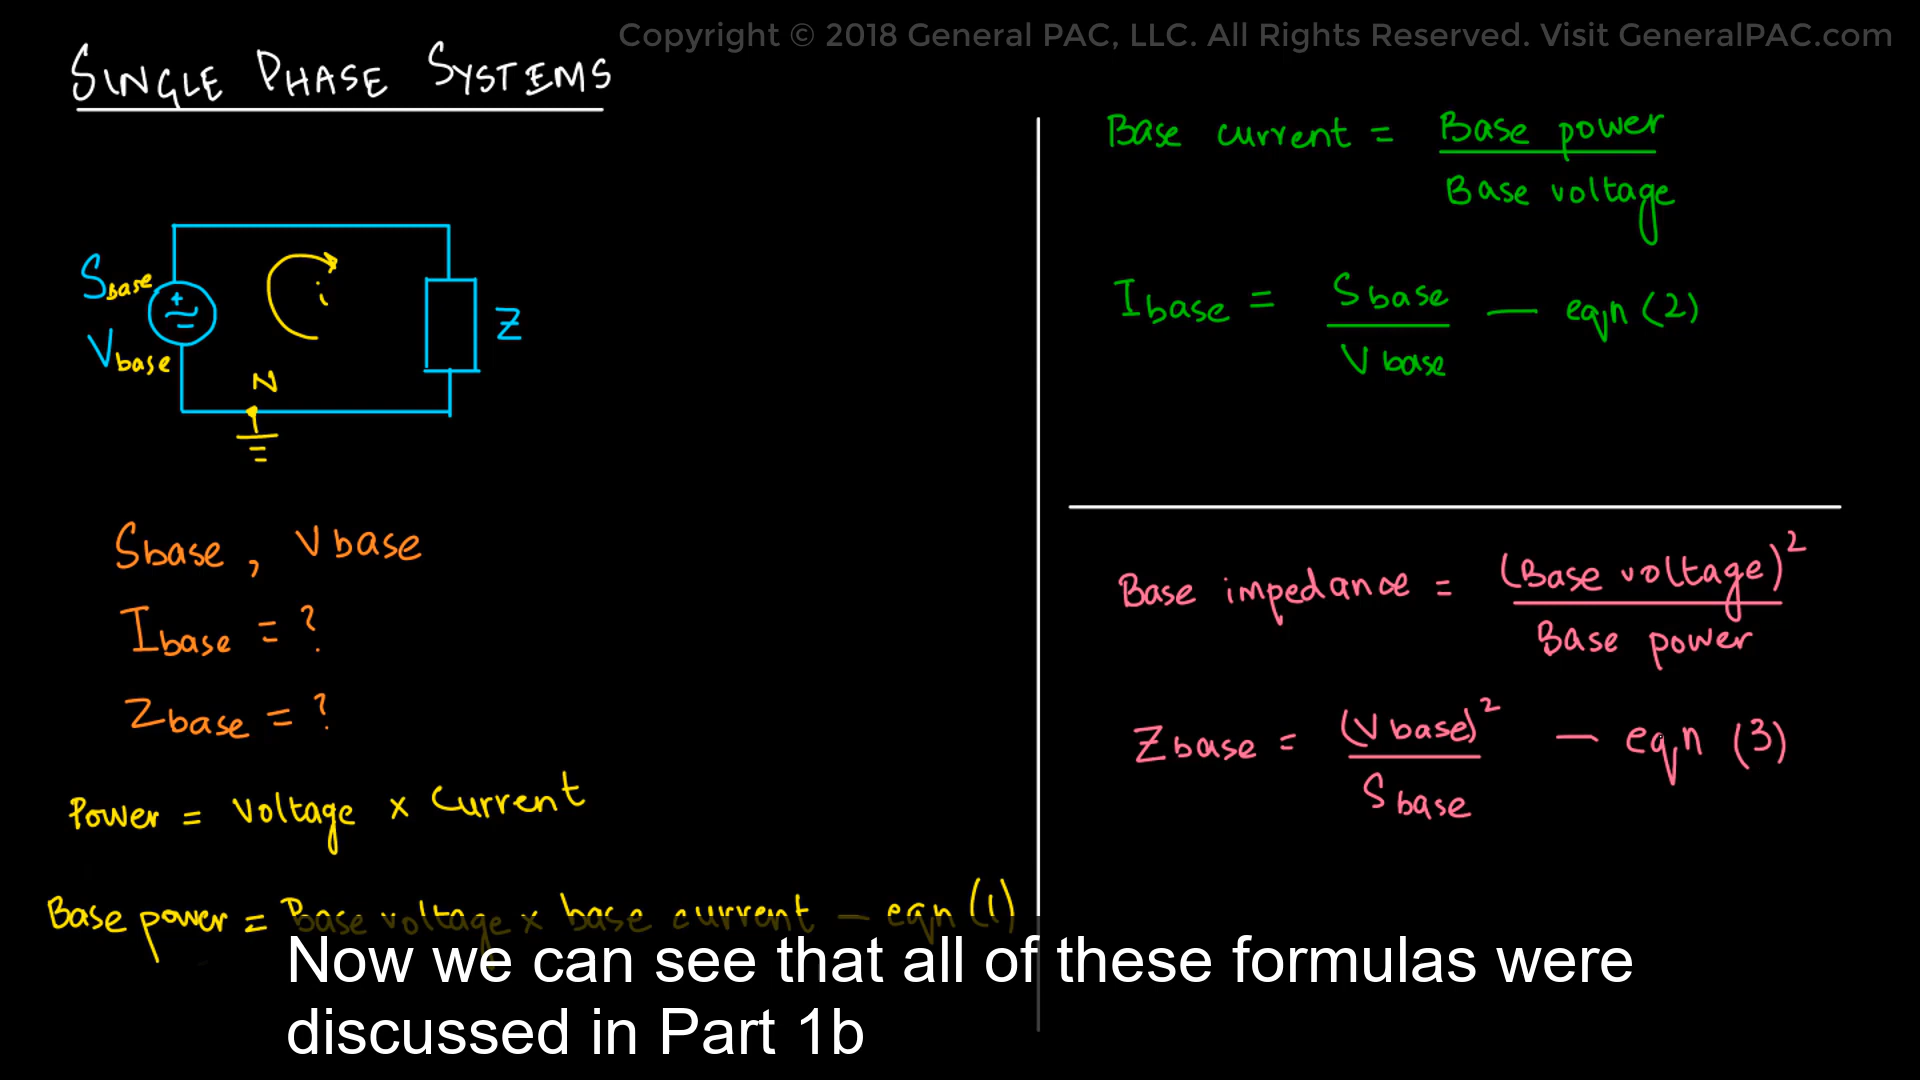 Copyright © 2018 General PAC, LLC. All Rights Reserved. Visit GeneralPAC.com
SINGLE PHASE SYSTEMS
Sbase
Vbase
+
i
N
Z
Sbase, Vbase
Ibase = ?
Zbase = ?
Power = Voltage x Current
Base power = Base voltage x base current — eqn (1)
Base current = Base power
Base voltage
Ibase = Sbase — eqn (2)
Vbase
Base impedance = (Base voltage)²
Base power
Zbase = (Vbase)² — eqn (3)
Sbase
Now we can see that all of these formulas were
discussed in Part 1b